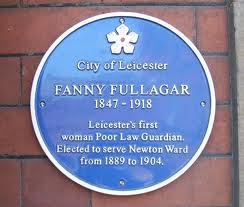 City of Leicester
FANNY FULLAGAR
1847 - 1918
Leicester's first
woman Poor Law Guardian.
Elected to serve Newton Ward
from 1889 to 1904.